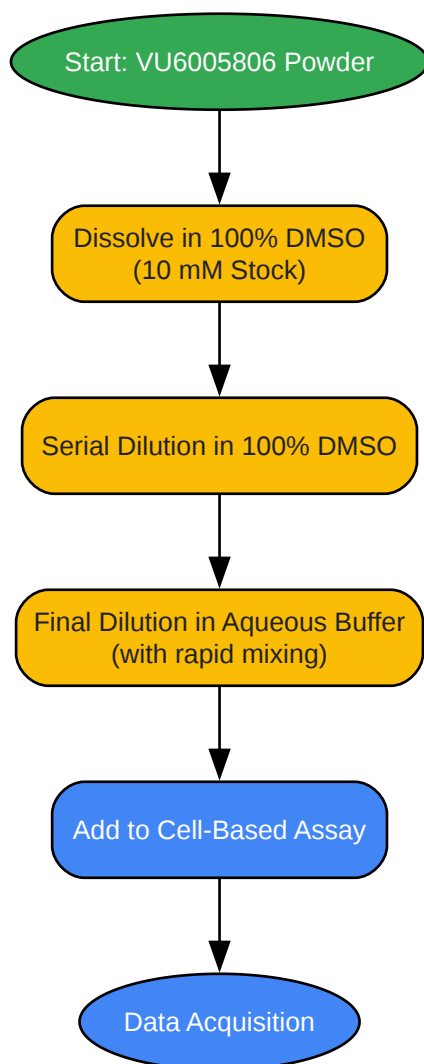 Start: VU6005806 Powder
Dissolve in 100% DMSO
(10 mM Stock)
Serial Dilution in 100% DMSO
Final Dilution in Aqueous Buffer
(with rapid mixing)
Add to Cell-Based Assay
Data Acquisition